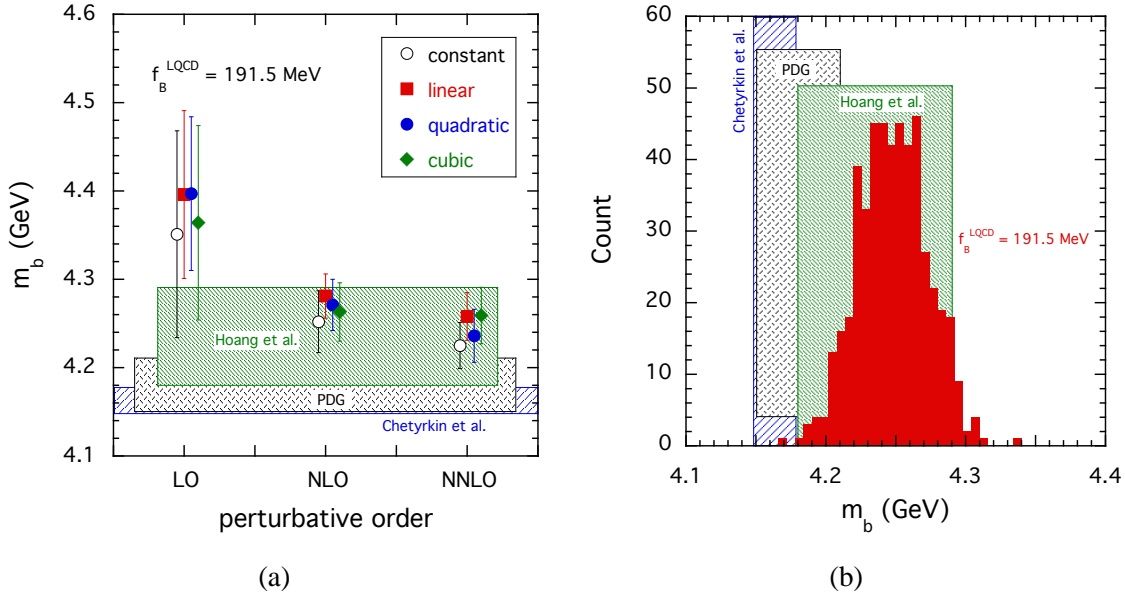 4.6
4.5
4.4
4.3
4.2
4.1
m_b (GeV)
f_B^LQCD = 191.5 MeV
constant
linear
quadratic
cubic
Hoang et al.
PDG
Chetyrkin et al.
LO NLO NNLO
perturbative order
(a)
60
50
40
30
20
10
0
Count
Chetyrkin et al.
PDG
Hoang et al.
f_B^LQCD = 191.5 MeV
4.1 4.2 4.3 4.4
m_b (GeV)
(b)